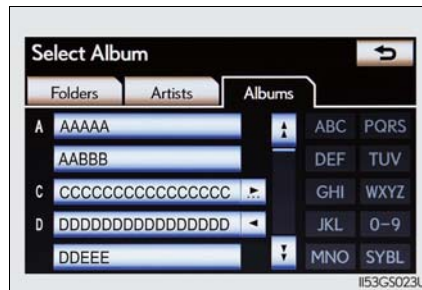 Select Album
Folders Artists Albums
A AAAAA ABC PQRS
AABBB DEF TUV
C CCCCCCCCCCCCCCCC GHI WXYZ
D DDDDDDDDDDDDDDDD JKL 0-9
DDEEE MNO SYBL
II53GS023U